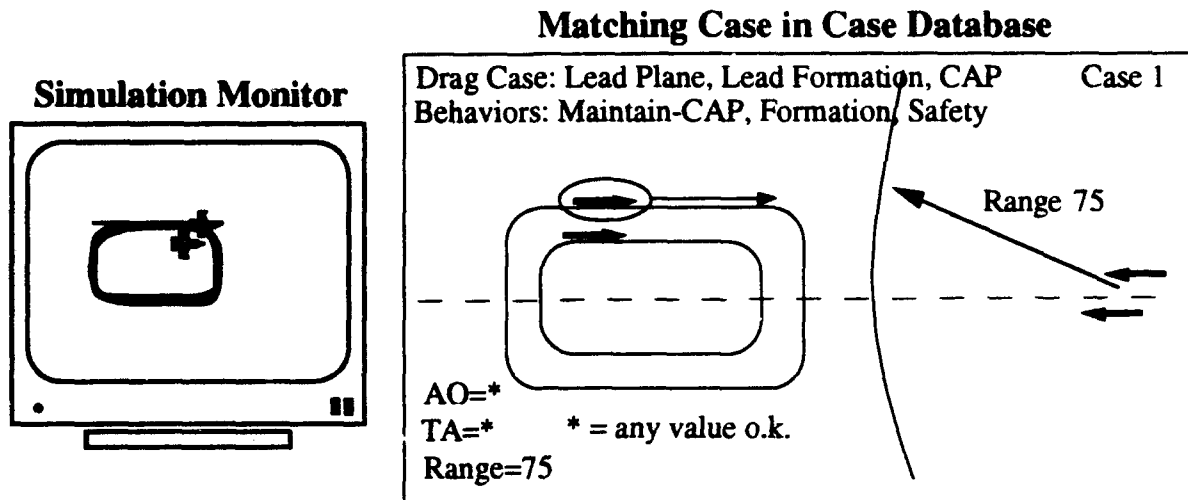 Matching Case in Case Database
Simulation Monitor
Drag Case: Lead Plane, Lead Formation, CAP Case 1
Behaviors: Maintain-CAP, Formation, Safety
Range 75
AO=*
TA=* * = any value o.k.
Range=75